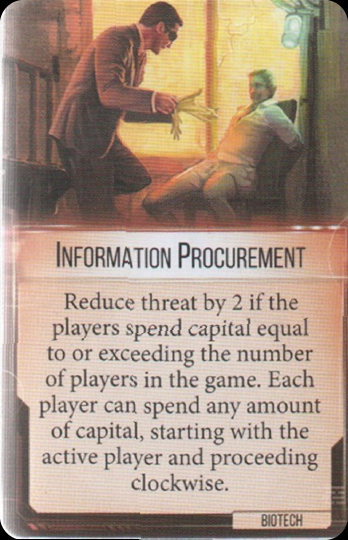 Information Procurement
Reduce threat by 2 if the
players spend capital equal
to or exceeding the number
of players in the game. Each
player can spend any amount
of capital, starting with the
active player and proceeding
clockwise.
BIOTECH